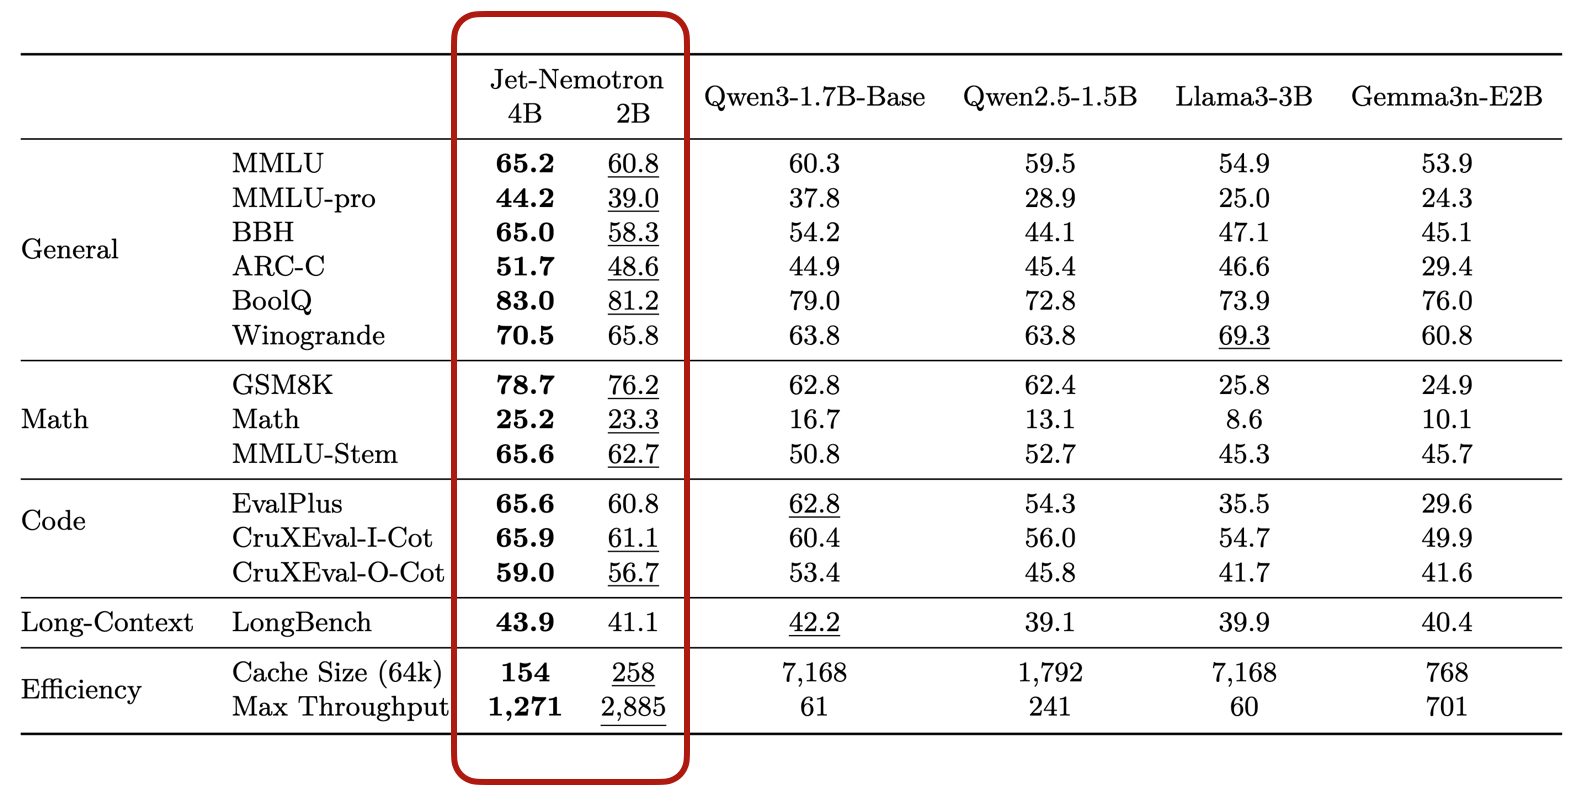 Jet-Nemotron
4B 2B Qwen3-1.7B-Base Qwen2.5-1.5B Llama3-3B Gemma3n-E2B
General
MMLU 65.2 60.8 60.3 59.5 54.9 53.9
MMLU-pro 44.2 39.0 37.8 28.9 25.0 24.3
BBH 65.0 58.3 54.2 44.1 47.1 45.1
ARC-C 51.7 48.6 44.9 45.4 46.6 29.4
BoolQ 83.0 81.2 79.0 72.8 73.9 76.0
Winogrande 70.5 65.8 63.8 63.8 69.3 60.8
Math
GSM8K 78.7 76.2 62.8 62.4 25.8 24.9
Math 25.2 23.3 16.7 13.1 8.6 10.1
MMLU-Stem 65.6 62.7 50.8 52.7 45.3 45.7
Code
EvalPlus 65.6 60.8 62.8 54.3 35.5 29.6
CruXEval-I-Cot 65.9 61.1 60.4 56.0 54.7 49.9
CruXEval-O-Cot 59.0 56.7 53.4 45.8 41.7 41.6
Long-Context LongBench 43.9 41.1 42.2 39.1 39.9 40.4
Efficiency
Cache Size (64k) 154 258 7,168 1,792 7,168 768
Max Throughput 1,271 2,885 61 241 60 701